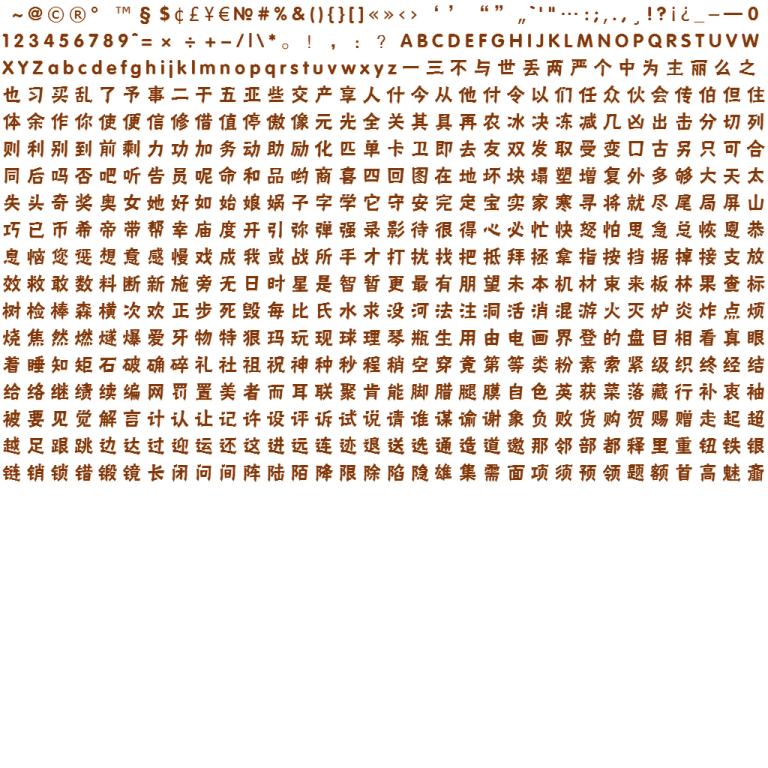 ~@©®°™§$¢£¥€№#%&(){}[]«»‹›‘’“”„`'"…:;,.¸!?¡¿_–—0
123456789ˆ=×÷+−/|\*。！，：？ABCDEFGHIJKLMNOPQRSTUVW
XYZabcdefghijklmnopqrstuvwxyz一三不与世丢两严个中为主丽么之
也习买乱了予事二干五亚些交产享人什今从他付令以们任众伙会传伯但住
体余作你使便信修借值停傲像元光全关其具再农冰决冻减几凶出击分切列
则利别到前剩力功加务动助励化匹单卡卫即去友双发取受变口古另只可合
同后吗否吧听告员呢命和品哟商喜四回图在地坏块塌塑增复外多够大天太
失头奇奖奥女她好如始娘娲子字学它守安完定宝实家寒寻将就尽尾局屏山
巧已币希帝带帮幸庙度开引弥弹强录影待很得心必忙快怒怕思急总恢恩恭
息恼您惩想意感慢戏成我或战所手才打扰找把抵拜拯拿指按挡据掉接支放
效救敢数料断新施旁无日时星是智暂更最有朋望未本机材束来板林果查标
树检棒森横次欢正步死毁每比氏水求没河法注洞活消混游火灭炉炎炸点烦
烧焦然燃燧爆爱牙物特狠玛玩现球理琴瓶生用由电画界登的盘目相看真眼
着睡知矩石破确碎礼社祖祝神种秒程稍空穿竟第等类粉素索紧级织终经结
给络继绩续编网罚置美者而耳联聚肯能脚腊腿膜自色英获菜落藏行补衷袖
被要见觉解言计认让记许设评诉试说请谁谋谕谢象负败货购贺赐赠走起超
越足跟跳边达过迎运还这进远连迹退送选通造道邀那邻部都释里重钮铁银
链销锁错锻镜长闭问间阵陆陌降限除陷隐雄集需面项须预领题额首高魅齑